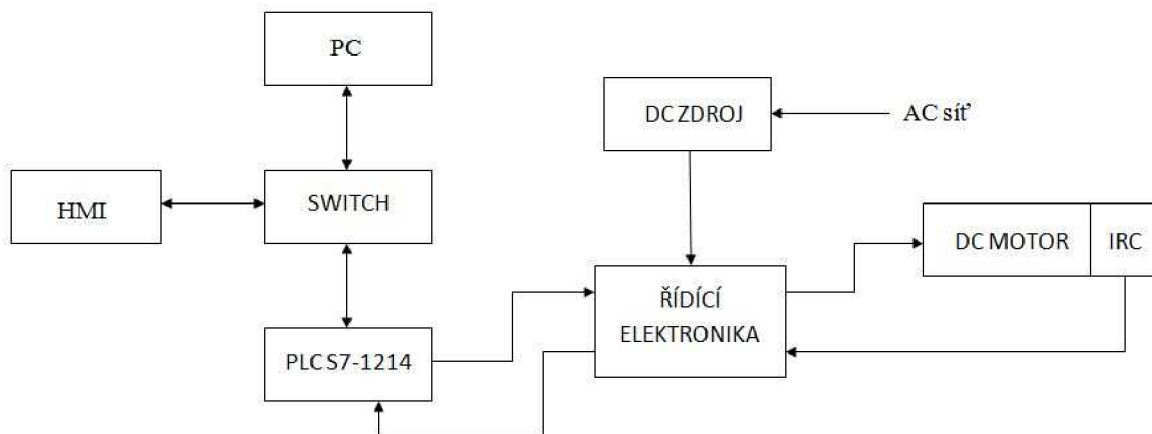 PC
DC ZDROJ
AC síť
HMI
SWITCH
DC MOTOR
IRC
ŘÍDÍCÍ
ELEKTRONIKA
PLC S7-1214